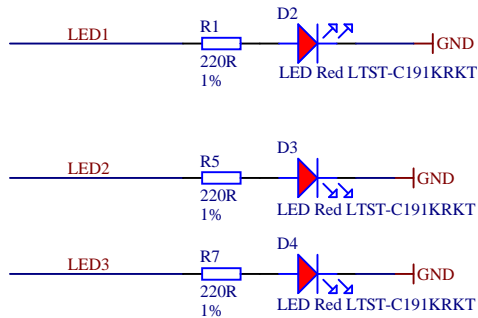 D2
LED1
R1
GND
220R
LED Red LTST-C191KRKT
1%
D3
LED2
R5
GND
220R
LED Red LTST-C191KRKT
1%
D4
LED3
R7
GND
220R
LED Red LTST-C191KRKT
1%